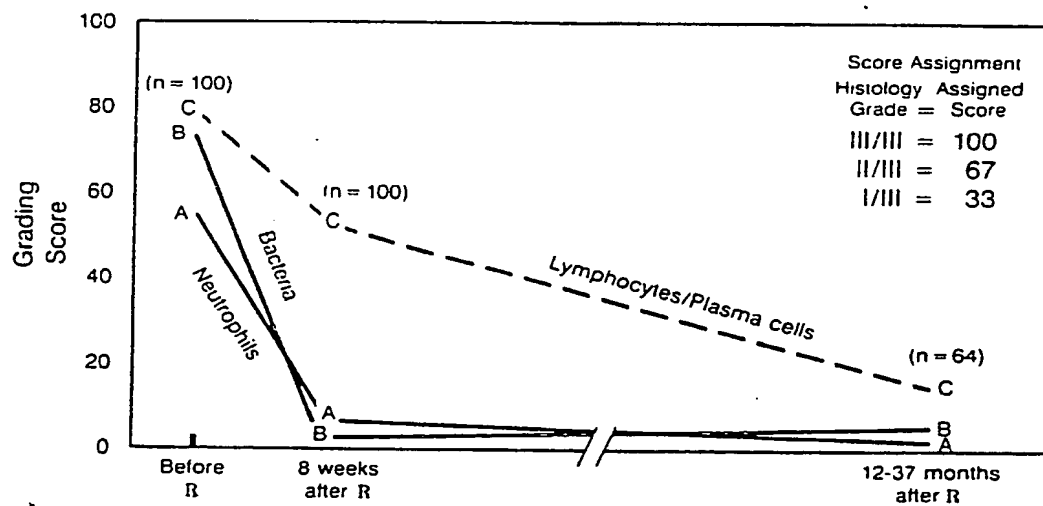 100
80
60
40
20
0
Grading
Score
(n = 100)
C
B
A
Bacteria
Neutrophils
(n = 100)
C
A
B
Lymphocytes/Plasma cells
(n = 64)
C
B
A
Score Assignment
Histology Assigned
Grade = Score
III/III = 100
II/III = 67
I/III = 33
Before
℞
8 weeks
after ℞
12-37 months
after ℞